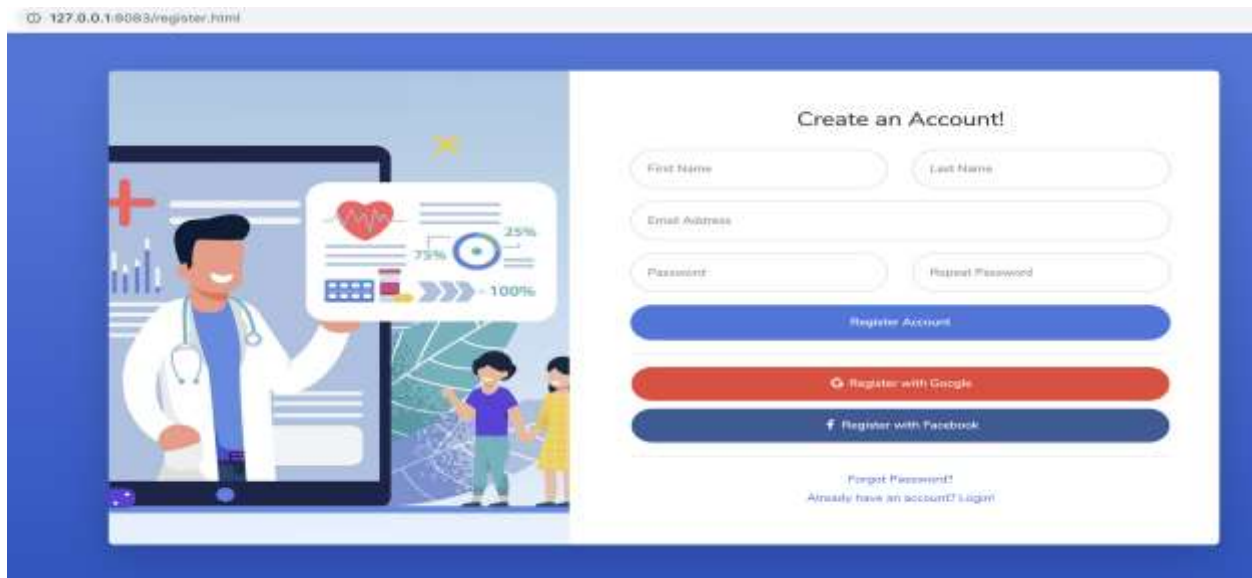 127.0.0.1:8083/register.html
Create an Account!
First Name
Last Name
Email Address
Password
Repeat Password
25%
75%
100%
Register Account
G Register with Google
f Register with Facebook
Forgot Password?
Already have an account? Login!